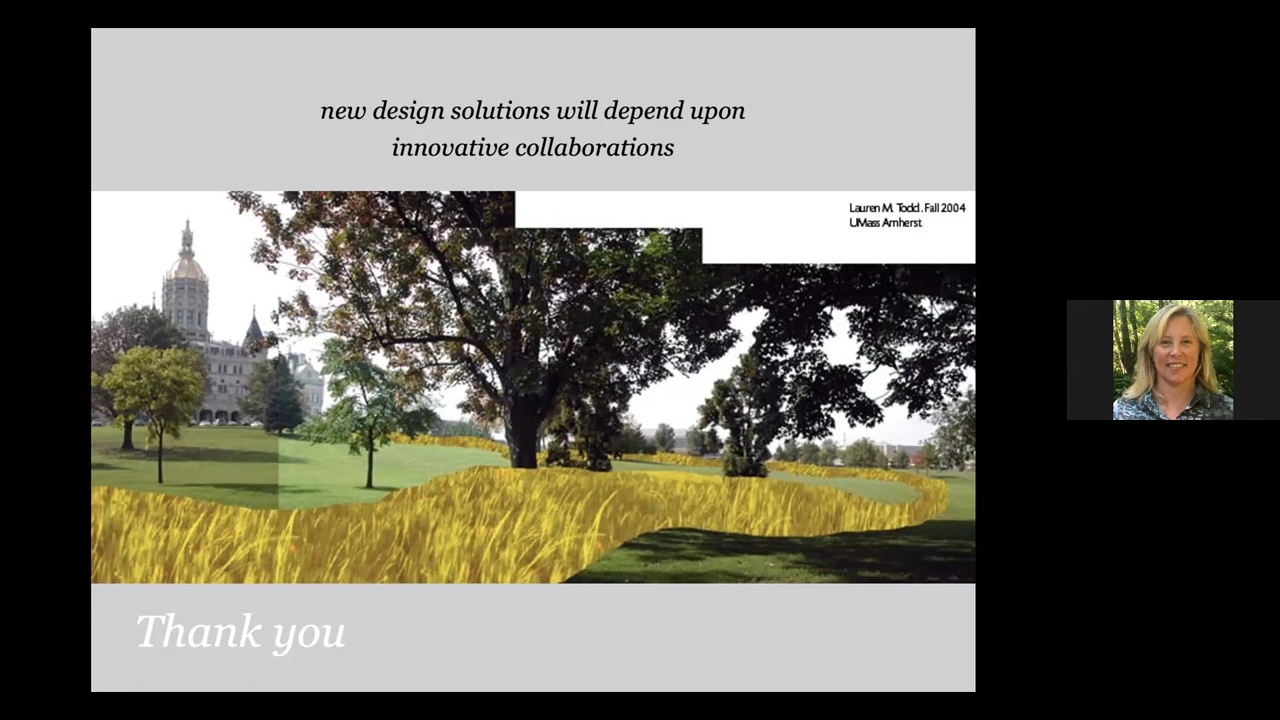 new design solutions will depend upon
innovative collaborations
Lauren M. Todd . Fall 2004
UMass Amherst
Thank you